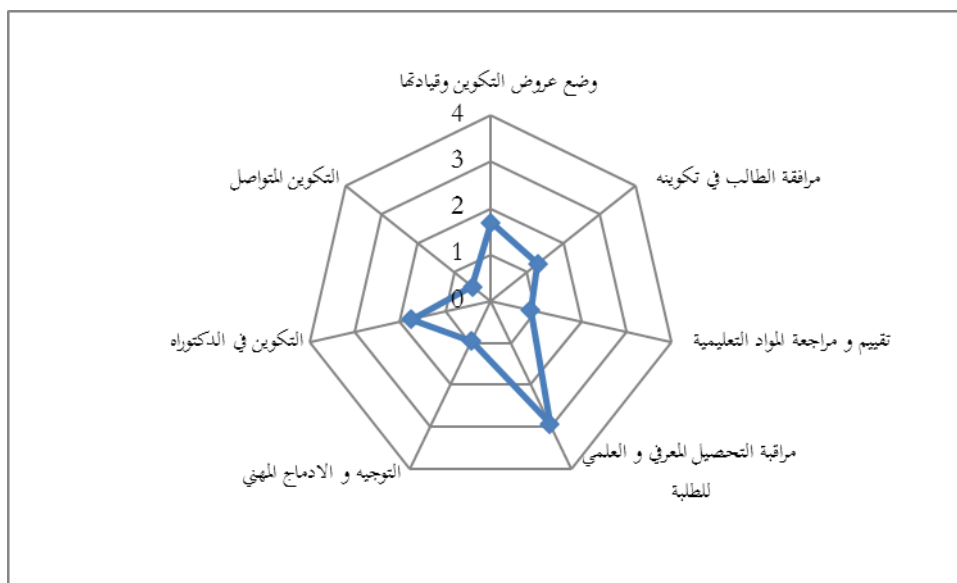 وضع عروض التكوين وقيادتها
4
3
2
1
0
مرافقة الطالب في تكوينه
تقييم و مراجعة المواد التعليمية
مراقبة التحصيل المعرفي و العلمي
للطلبة
التوجيه و الادماج المهني
التكوين في الدكتوراه
التكوين المتواصل